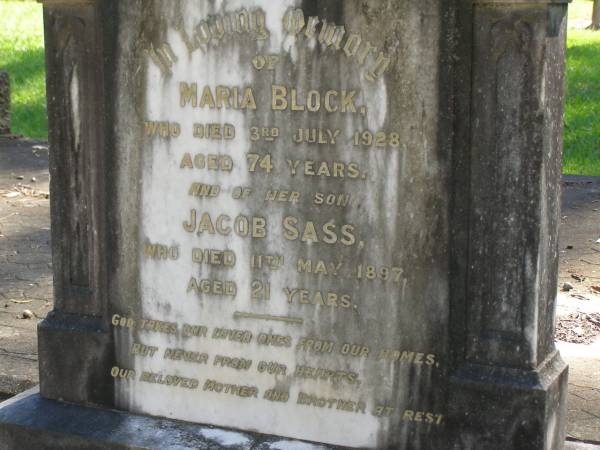 In Loving Memory
OF
MARIA BLOCK,
WHO DIED 3RD JULY 1928,
AGED 74 YEARS.
AND OF HER SON
JACOB SASS,
WHO DIED 11TH MAY 1897,
AGED 21 YEARS.
GOD TAKES OUR LOVED ONES FROM OUR HOMES,
BUT NEVER FROM OUR HEARTS,
OUR BELOVED MOTHER AND BROTHER AT REST